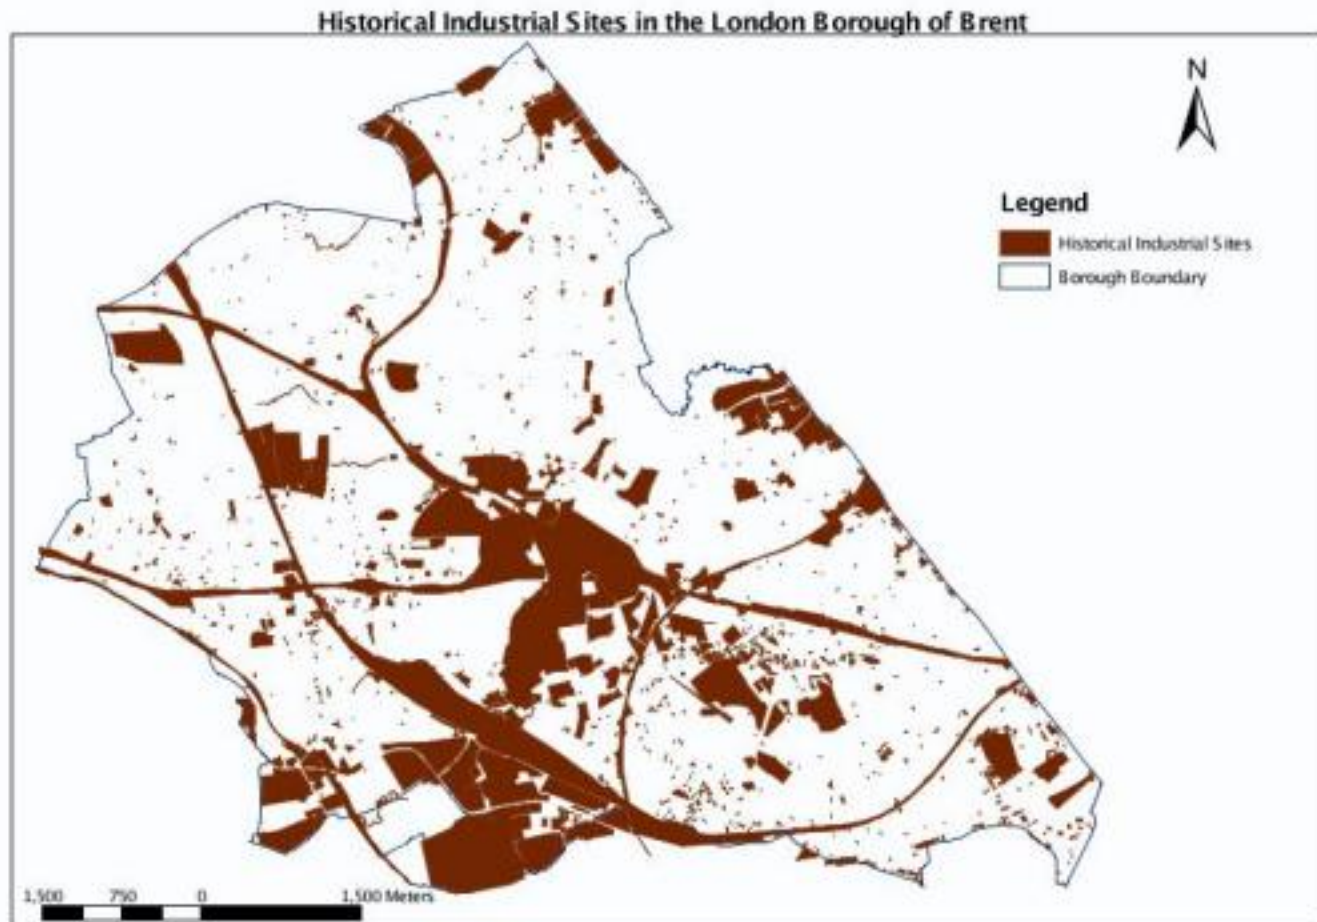 Historical Industrial Sites in the London Borough of Brent
N
Legend
Historical Industrial Sites
Borough Boundary
1,500 750 0 1,500 Meters